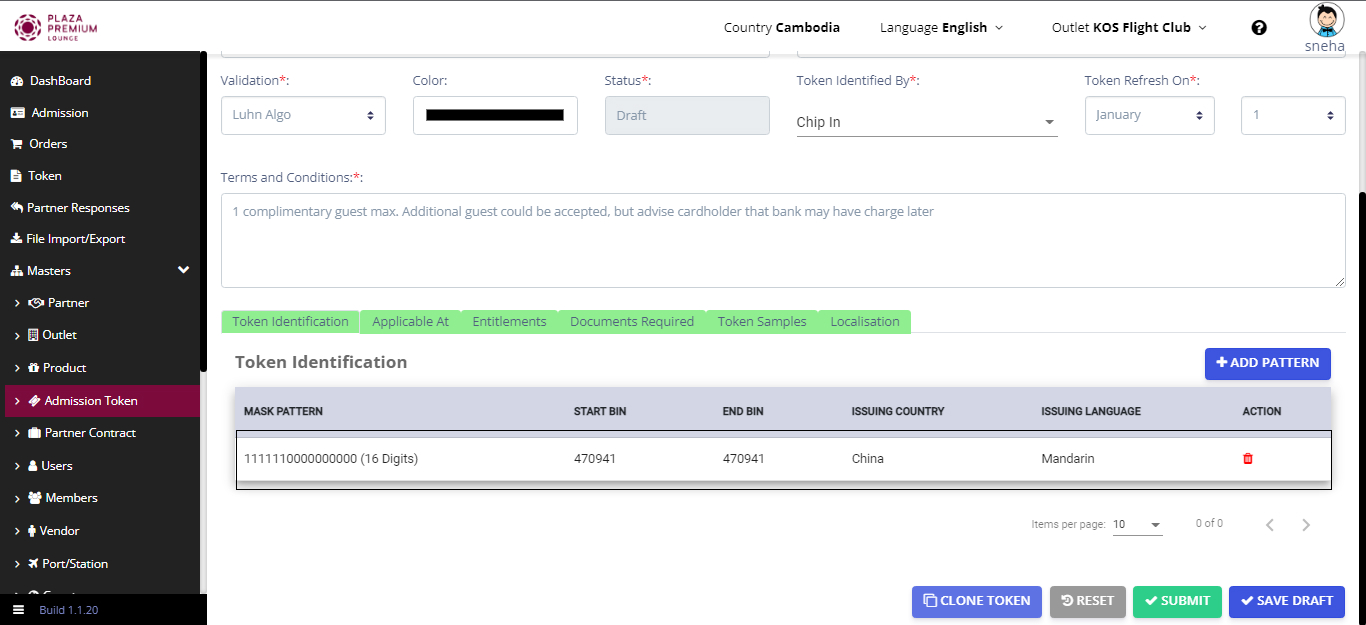 PLAZA
PREMIUM
LOUNGE
Country Cambodia
Language English
Outlet KOS Flight Club
?
sneha
DashBoard
Admission
Orders
Token
Partner Responses
File Import/Export
Masters
Partner
Outlet
Product
Admission Token
Partner Contract
Users
Members
Vendor
Port/Station
Build 1.1.20
Validation*:
Color:
Status*:
Token Identified By*:
Token Refresh On*:
Luhn Algo
Draft
Chip In
January
1
Terms and Conditions:*:
1 complimentary guest max. Additional guest could be accepted, but advise cardholder that bank may have charge later
Token Identification
Applicable At
Entitlements
Documents Required
Token Samples
Localisation
Token Identification
+ ADD PATTERN
MASK PATTERN
START BIN
END BIN
ISSUING COUNTRY
ISSUING LANGUAGE
ACTION
1111110000000000 (16 Digits)
470941
470941
China
Mandarin
Items per page: 10
0 of 0
CLONE TOKEN
RESET
SUBMIT
SAVE DRAFT